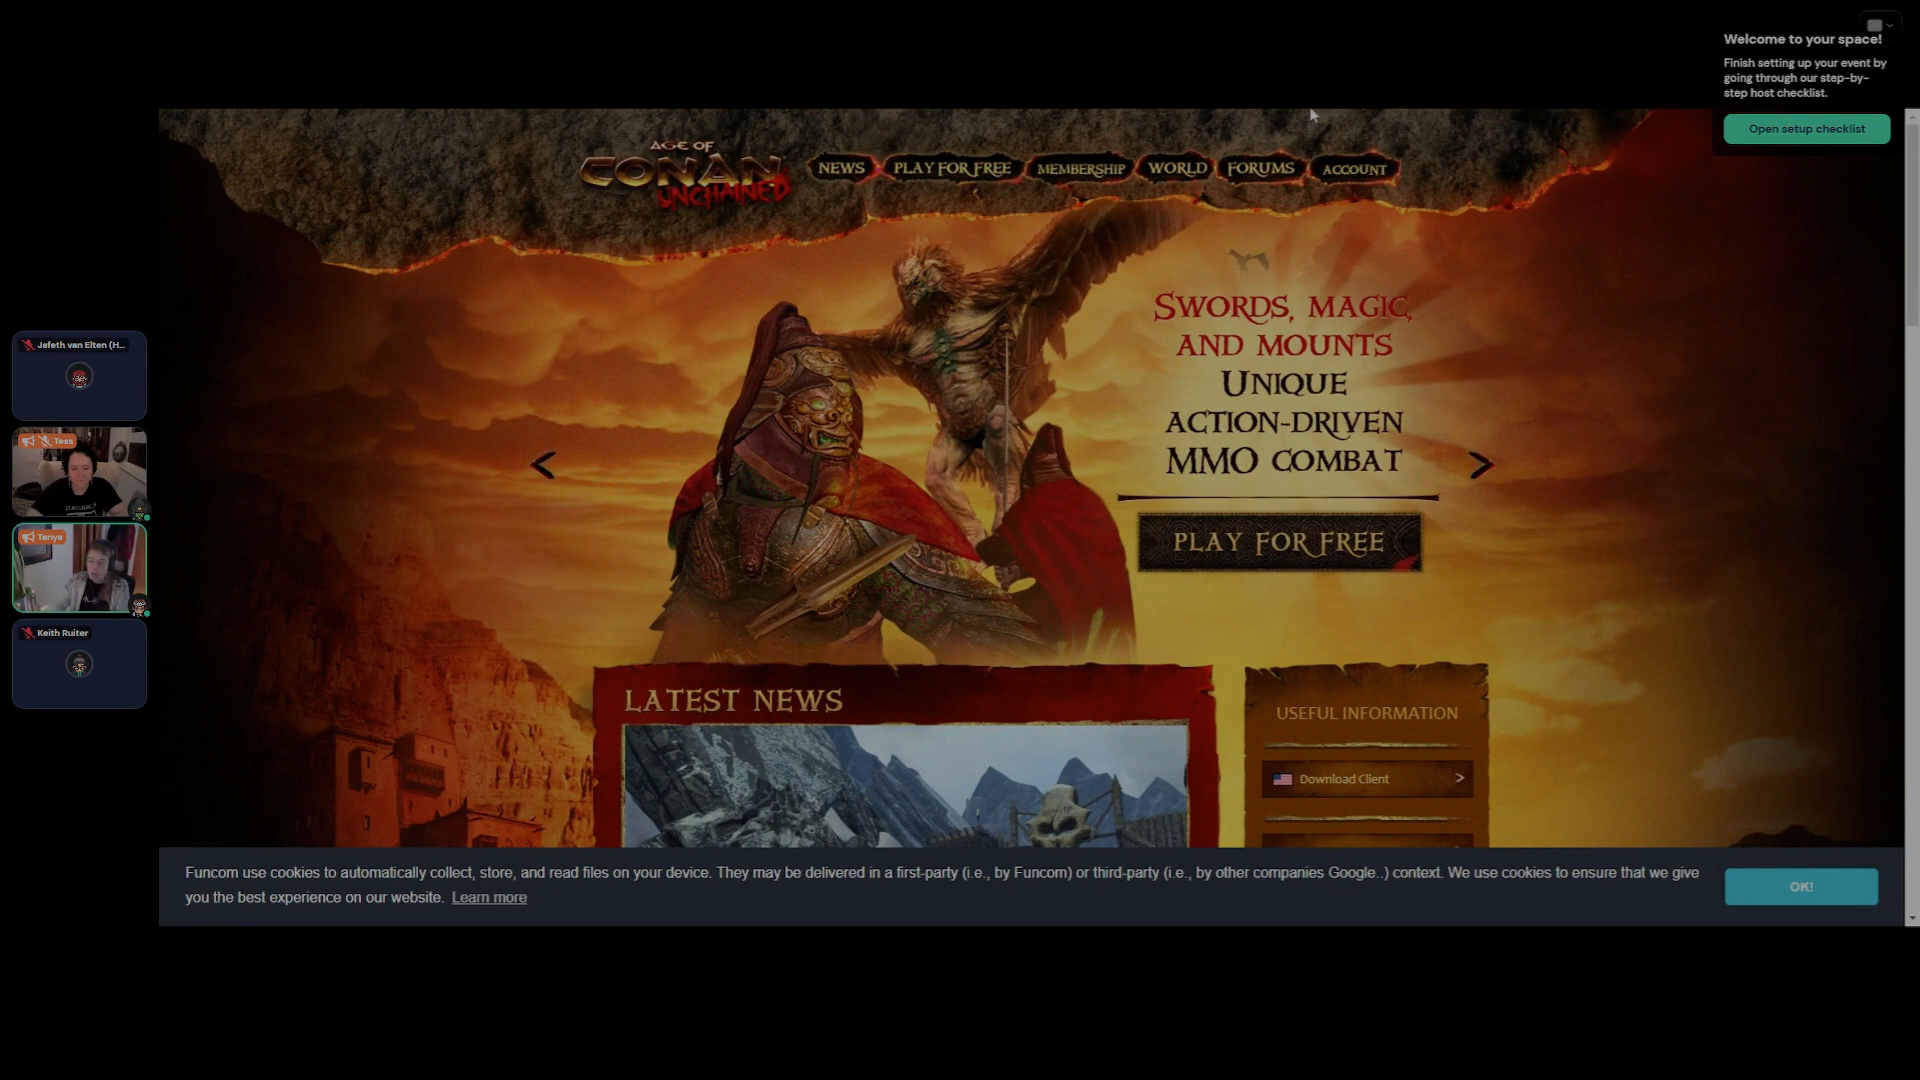 Welcome to your space!
Finish setting up your event by
going through our step-by-
step host checklist.
Open setup checklist
AGE OF
CONAN
UNCHAINED
NEWS
PLAY FOR FREE
MEMBERSHIP
WORLD
FORUMS
ACCOUNT
SWORDS, MAGIC,
AND MOUNTS
UNIQUE
ACTION-DRIVEN
MMO COMBAT
PLAY FOR FREE
Jafeth van Elten (H...
Tess
Tanya
Keith Ruiter
LATEST NEWS
USEFUL INFORMATION
Download Client
Funcom use cookies to automatically collect, store, and read files on your device. They may be delivered in a first-party (i.e., by Funcom) or third-party (i.e., by other companies Google..) context. We use cookies to ensure that we give
you the best experience on our website. Learn more
OK!